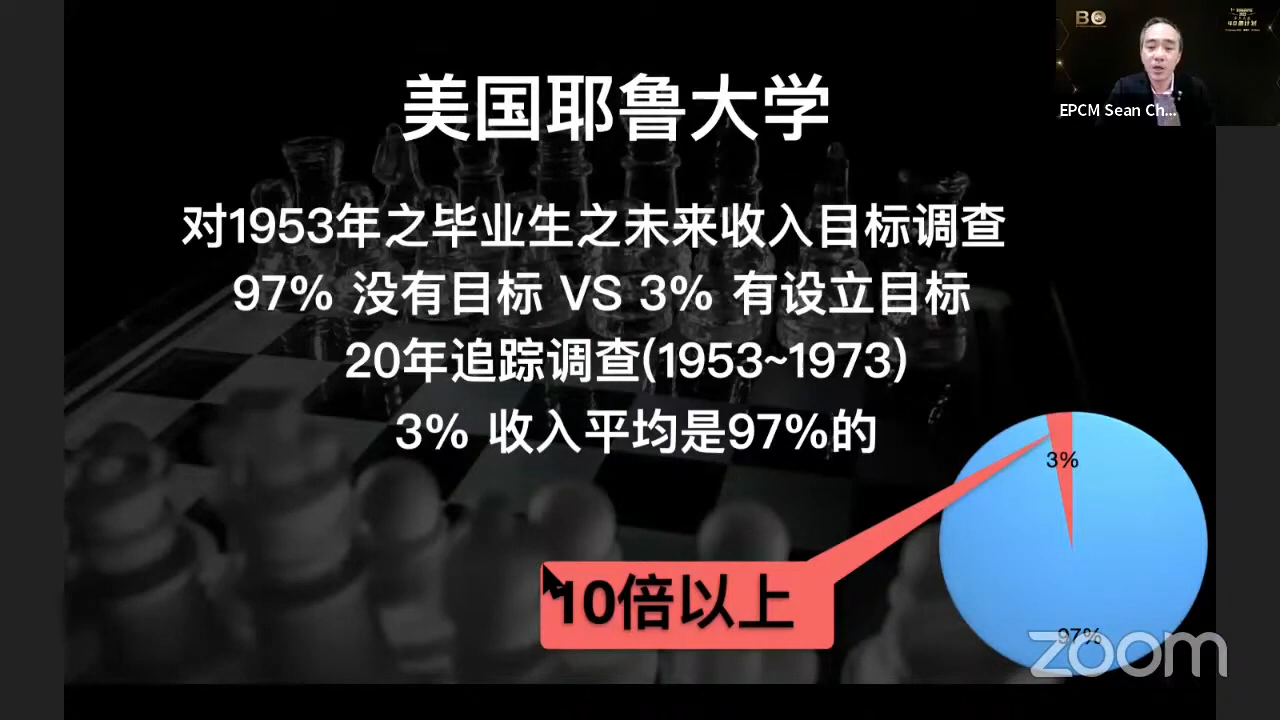 美国耶鲁大学
对1953年之毕业生之未来收入目标调查
97% 没有目标 VS 3% 有设立目标
20年追踪调查(1953~1973)
3% 收入平均是97%的
10倍以上
3%
97%
zoom
EPCM Sean Ch...